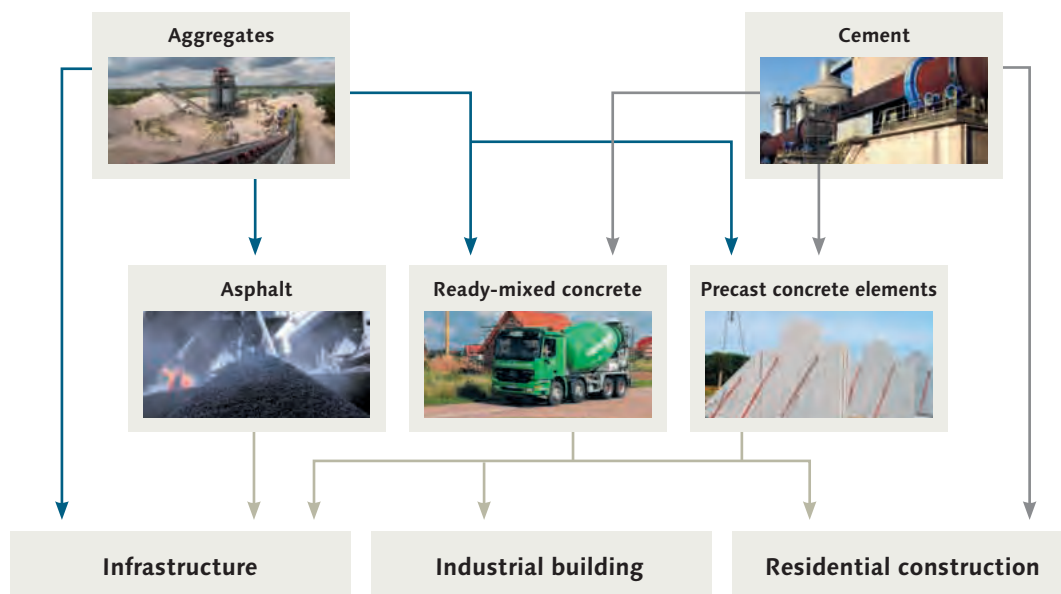 Aggregates
Cement
Asphalt
Ready-mixed concrete
Precast concrete elements
Infrastructure
Industrial building
Residential construction